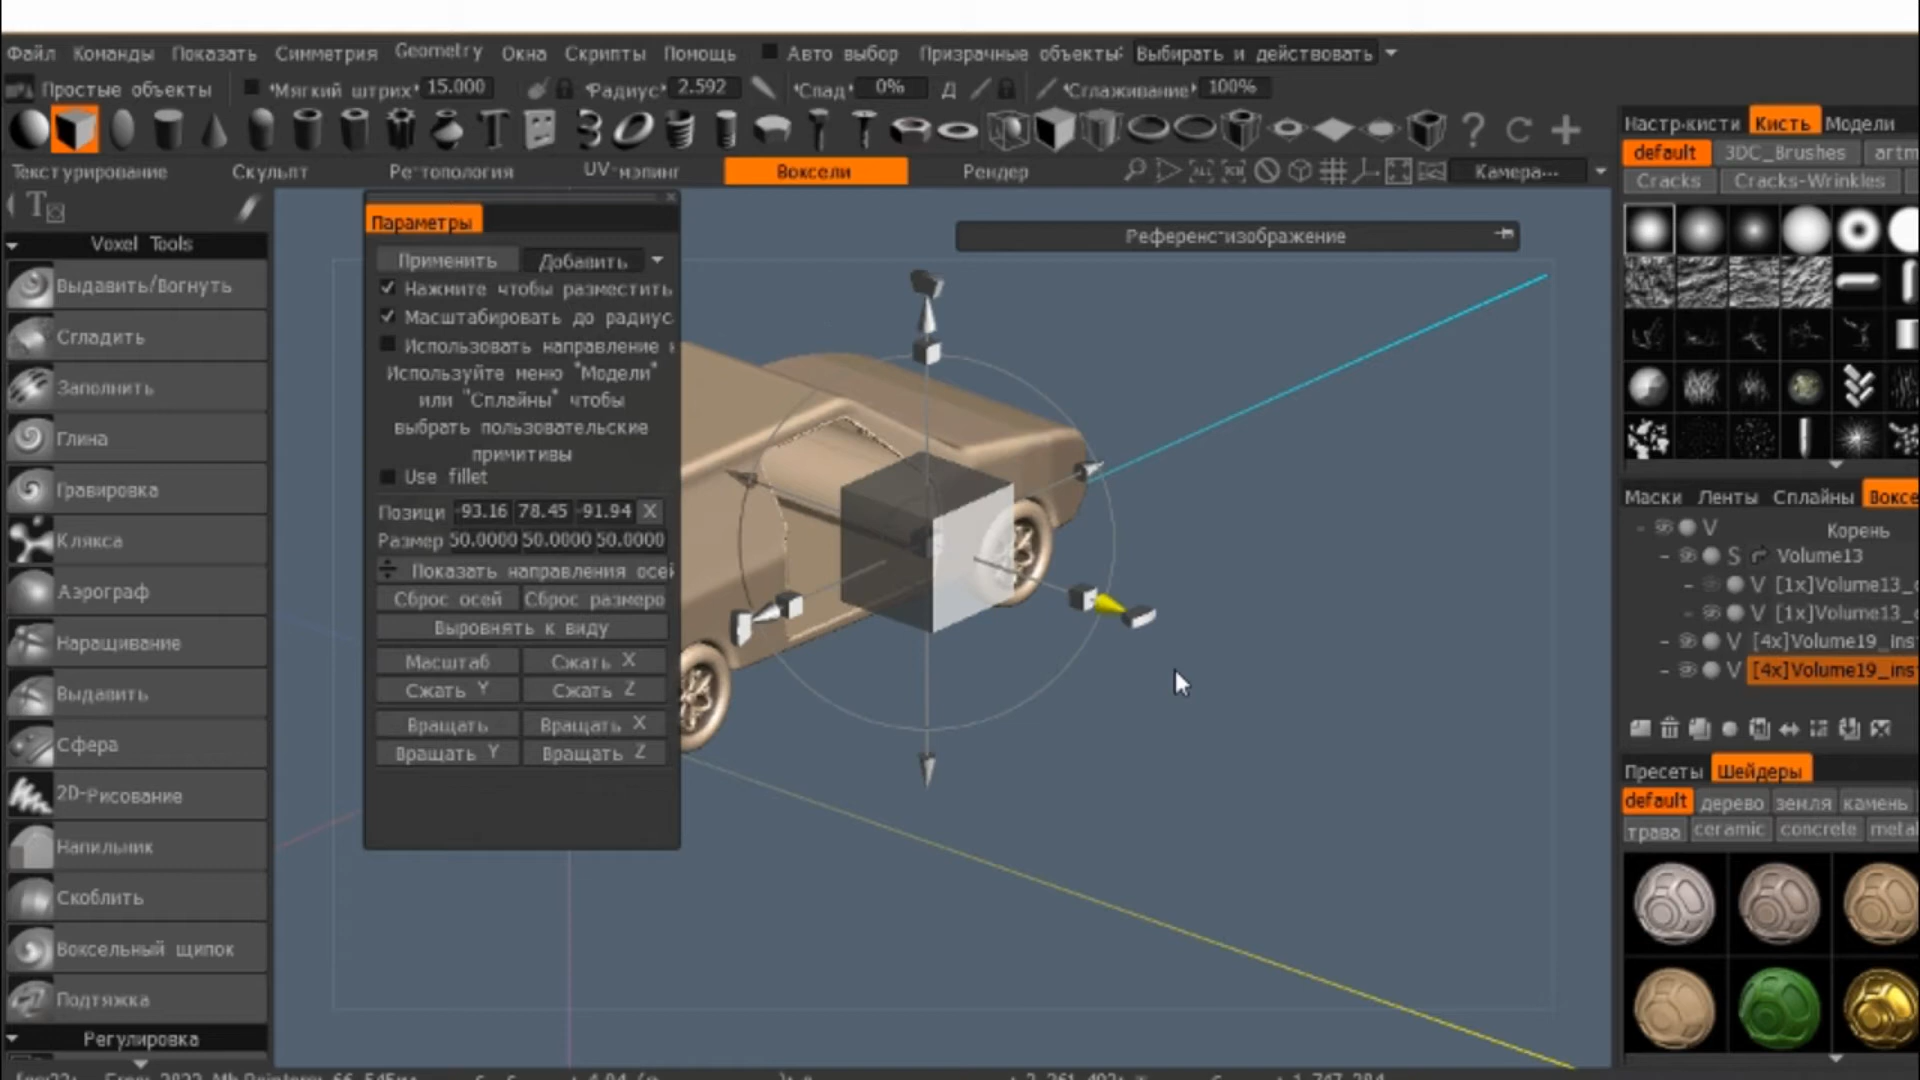 Файл Команды Показать Симметрия Geometry Окна Скрипты Помощь Авто выбор Призрачные объекты: Выбирать и действовать
Простые объекты *Мягкий штрих* 15.000 *Радиус* 2.592 *Спад* 0% Д *Сглаживание* 100%
Текстурирование Скульпт Ретопология UV-мэпинг Воксели Рендер Камера...
Voxel Tools
Выдавить/Вогнуть
Сгладить
Заполнить
Глина
Гравировка
Клякса
Аэрограф
Наращивание
Выдавить
Сфера
2D-Рисование
Напильник
Скоблить
Воксельный щипок
Подтяжка
Регулировка
Параметры
Применить Добавить
Нажмите чтобы разместить
Масштабировать до радиус
Использовать направление
Используйте меню "Модели"
или "Сплайны" чтобы
выбрать пользовательские
примитивы
Use fillet
Позици -93.16 78.45 -91.94 X
Размер 50.0000 50.0000 50.0000
Показать направления осей
Сброс осей Сброс размеро
Выровнять к виду
Масштаб Сжать X
Сжать Y Сжать Z
Вращать Вращать X
Вращать Y Вращать Z
Референс-изображение
Настр.кисти Кисть Модели
default 3DC_Brushes artm
Cracks Cracks-Wrinkles
Маски Ленты Сплайны Воксе
V Корень
S Volume13
V [1x]Volume13_
V [1x]Volume13_
V [4x]Volume19_ins
V [4x]Volume19_ins
Пресеты Шейдеры
default дерево земля камень
трава ceramic concrete metal